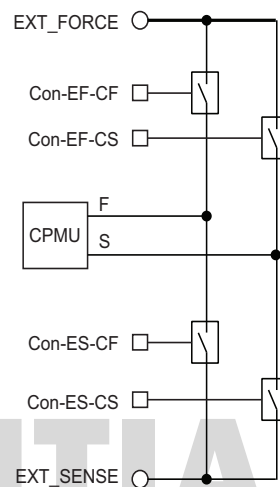 EXT_FORCE
Con-EF-CF
Con-EF-CS
F
CPMU
S
Con-ES-CF
Con-ES-CS
EXT_SENSE